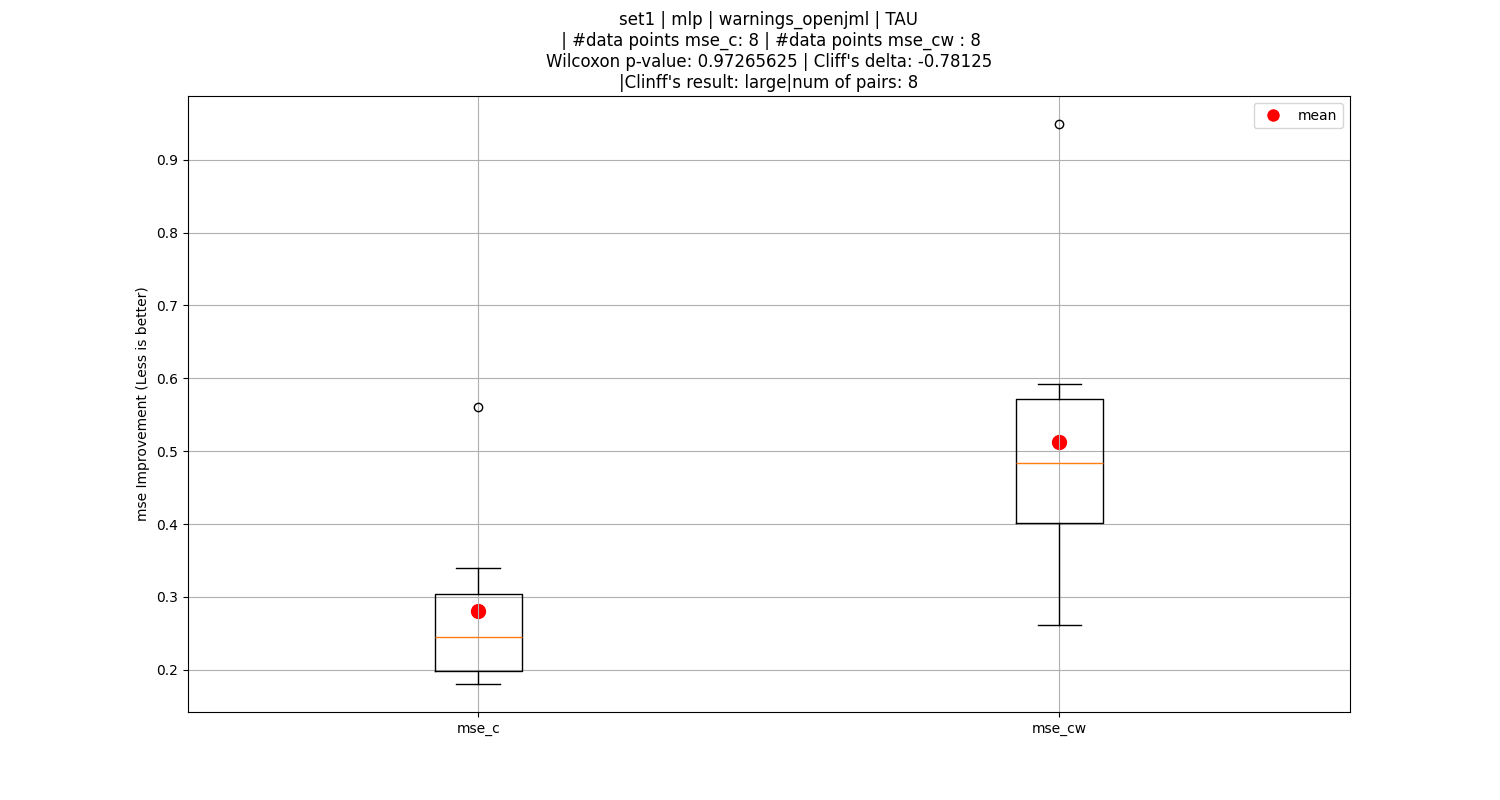 set1 | mlp | warnings_openjml | TAU
| #data points mse_c: 8 | #data points mse_cw : 8
Wilcoxon p-value: 0.97265625 | Cliff's delta: -0.78125
|Clinff's result: large|num of pairs: 8
mean
0.9
0.8
0.7
0.6
0.5
0.4
0.3
0.2
mse Improvement (Less is better)
mse_c
mse_cw